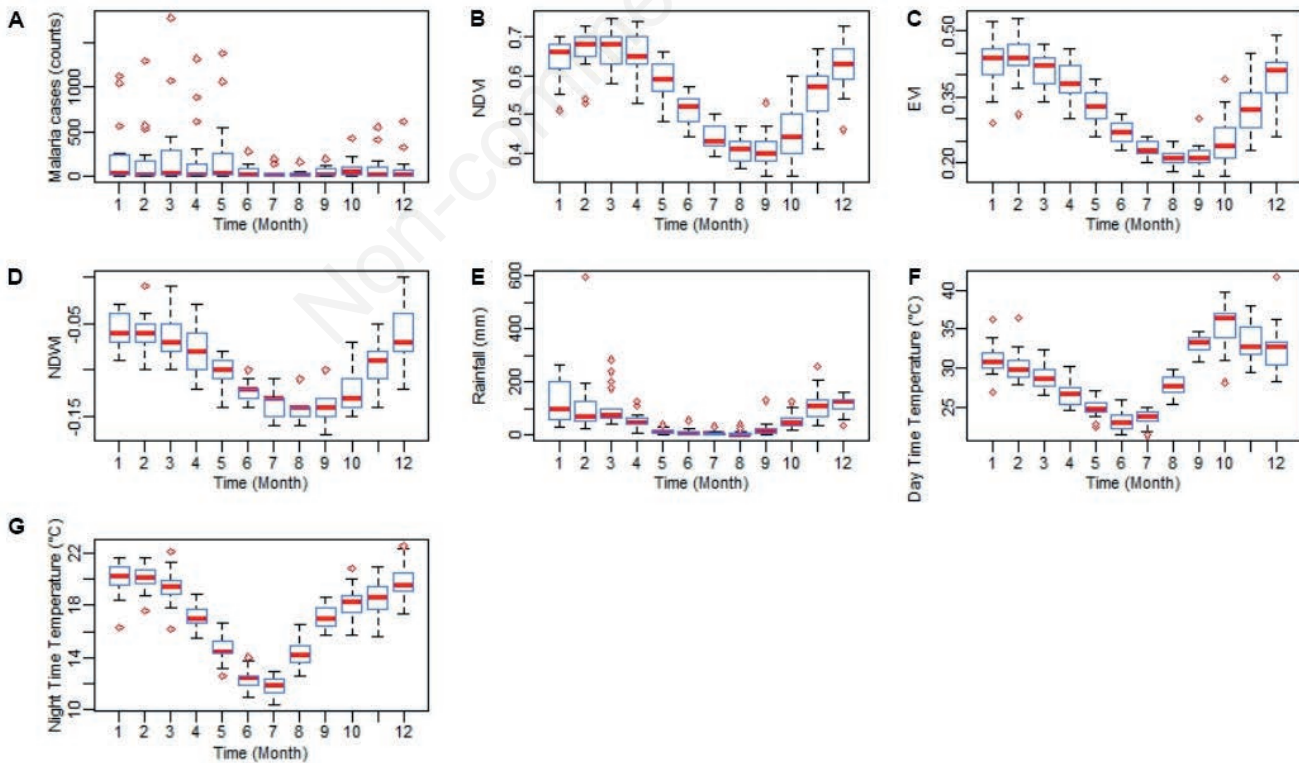 A
Malaria cases (counts)
0 500 1000
1 2 3 4 5 6 7 8 9 10 12
Time (Month)
B
NDVI
0.4 0.5 0.6 0.7
1 2 3 4 5 6 7 8 9 10 12
Time (Month)
C
EVI
0.20 0.35 0.50
1 2 3 4 5 6 7 8 9 10 12
Time (Month)
D
NDWI
-0.15 -0.05
1 2 3 4 5 6 7 8 9 10 12
Time (Month)
E
Rainfall (mm)
0 200 400 600
1 2 3 4 5 6 7 8 9 10 12
Time (Month)
F
Day Time Temperature (°C)
25 30 35 40
1 2 3 4 5 6 7 8 9 10 12
Time (Month)
G
Night Time Temperature (°C)
10 14 18 22
1 2 3 4 5 6 7 8 9 10 12
Time (Month)
Non-comme